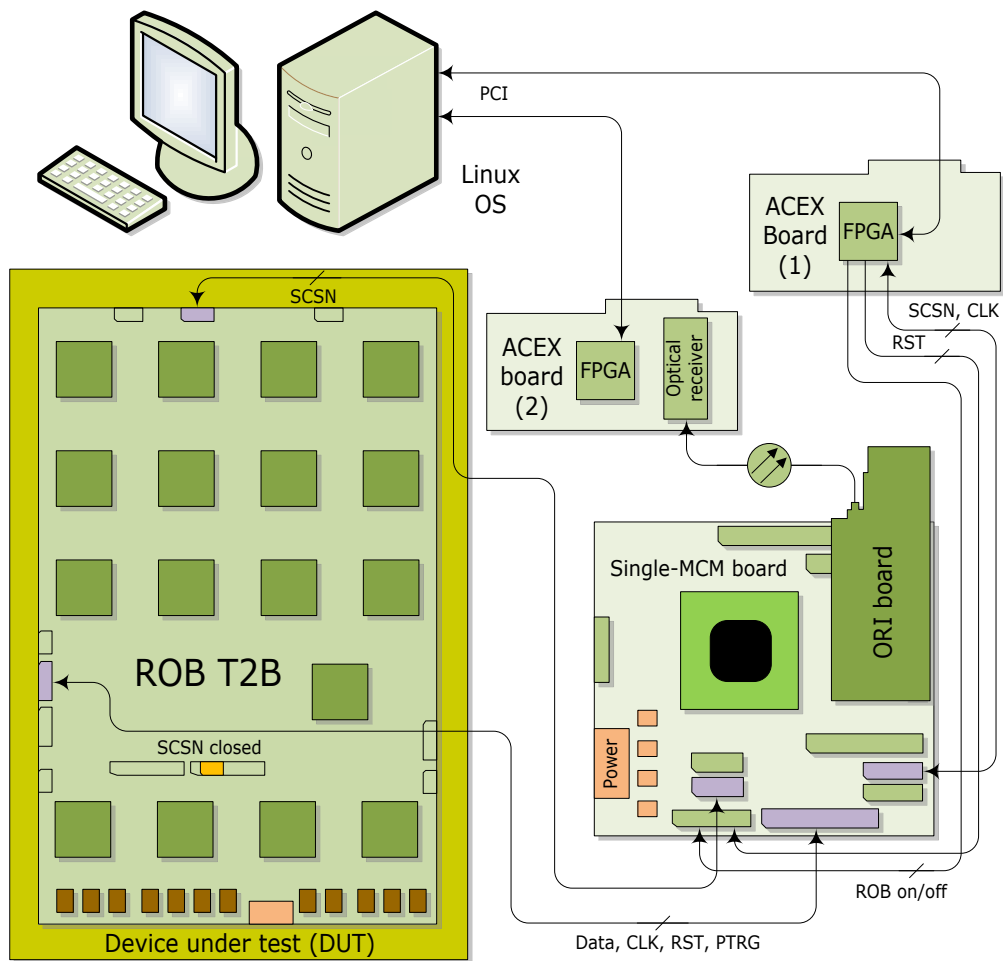 PCI
Linux
OS
ACEX
Board
(1)
FPGA
SCSN
SCSN, CLK
RST
ACEX
board
(2)
FPGA
Optical
receiver
Single-MCM board
ORI board
ROB T2B
SCSN closed
Power
ROB on/off
Device under test (DUT)
Data, CLK, RST, PTRG